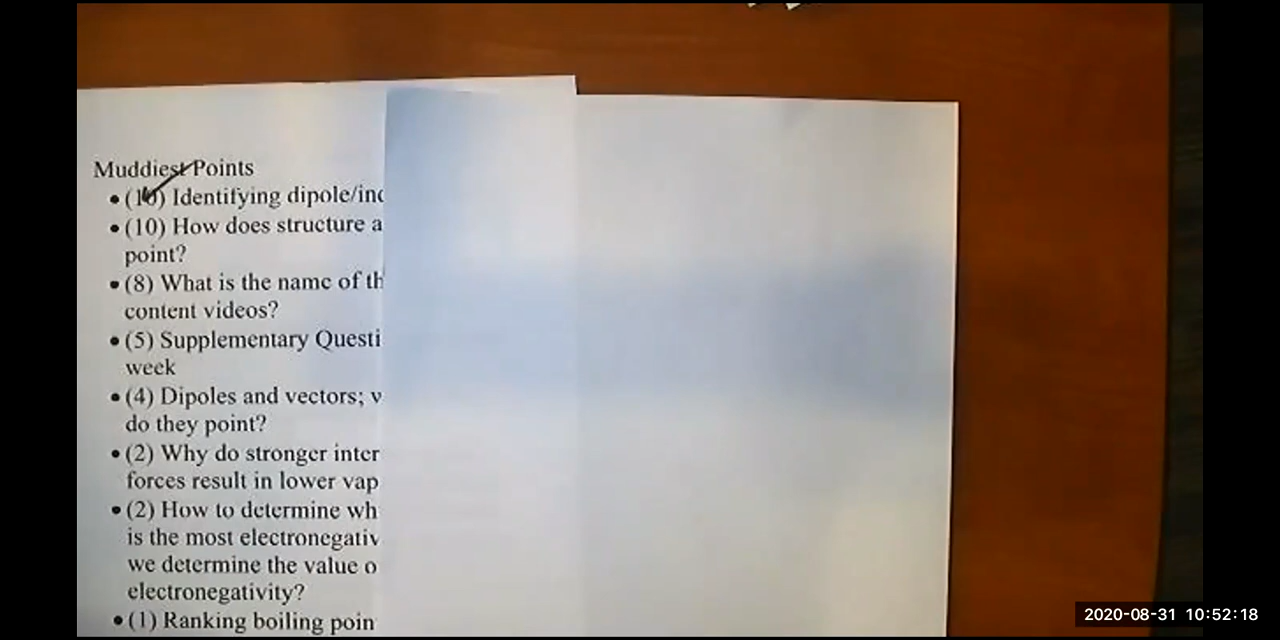 Muddiest Points
• (16) Identifying dipole/ind
• (10) How does structure a
point?
• (8) What is the name of th
content videos?
• (5) Supplementary Questi
week
• (4) Dipoles and vectors; v
do they point?
• (2) Why do stronger inter
forces result in lower vap
• (2) How to determine wh
is the most electronegativ
we determine the value o
electronegativity?
• (1) Ranking boiling poin
2020-08-31 10:52:18